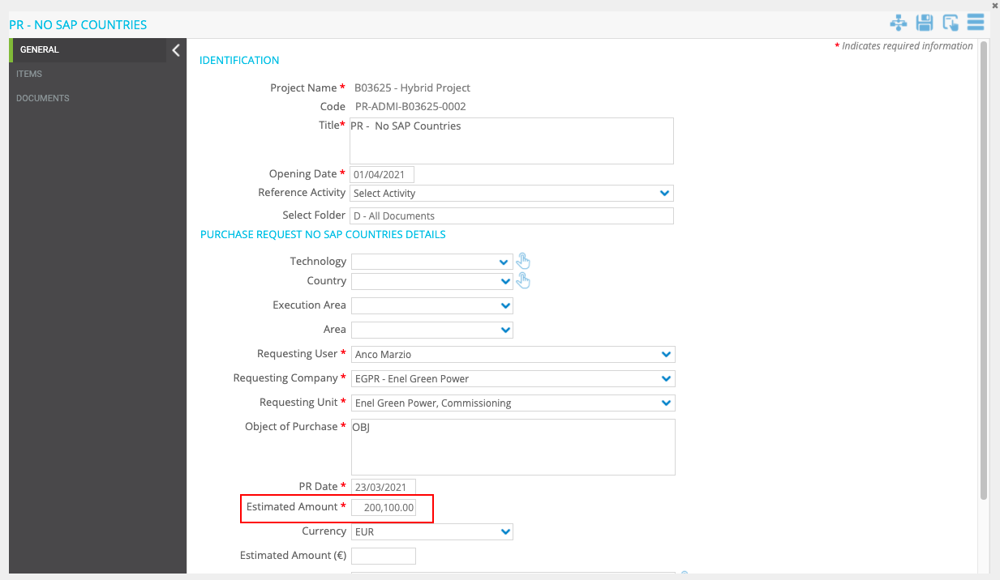 PR - NO SAP COUNTRIES
GENERAL
ITEMS
DOCUMENTS
* Indicates required information
IDENTIFICATION
Project Name * B03625 - Hybrid Project
Code PR-ADMI-B03625-0002
Title* PR -  No SAP Countries
Opening Date * 01/04/2021
Reference Activity Select Activity
Select Folder D - All Documents
PURCHASE REQUEST NO SAP COUNTRIES DETAILS
Technology
Country
Execution Area
Area
Requesting User * Anco Marzio
Requesting Company * EGPR - Enel Green Power
Requesting Unit * Enel Green Power, Commissioning
Object of Purchase * OBJ
PR Date * 23/03/2021
Estimated Amount * 200,100.00
Currency EUR
Estimated Amount (€)